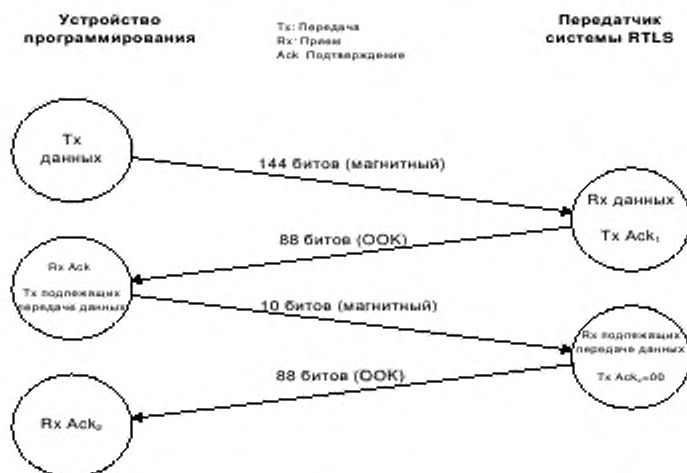 Устройство
программирования
Tx: Передача
Rx: Прием
Ack: Подтверждение
Передатчик
системы RTLS
Tx
данных
144 битов (магнитный)
Rx данных
Tx Ack₁
88 битов (OOK)
Rx Ack
Tx подлежащих
передаче данных
10 битов (магнитный)
Rx подлежащих
передаче данных
Tx Ack₂=00
88 битов (OOK)
Rx Ack₂